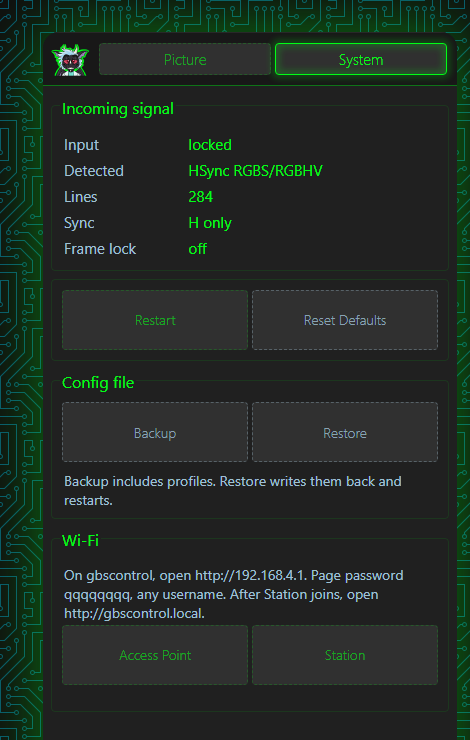 Picture
System
Incoming signal
Input locked
Detected HSync RGBS/RGBHV
Lines 284
Sync H only
Frame lock off
Restart
Reset Defaults
Config file
Backup
Restore
Backup includes profiles. Restore writes them back and
restarts.
Wi-Fi
On gbscontrol, open http://192.168.4.1. Page password
qqqqqqqq, any username. After Station joins, open
http://gbscontrol.local.
Access Point
Station